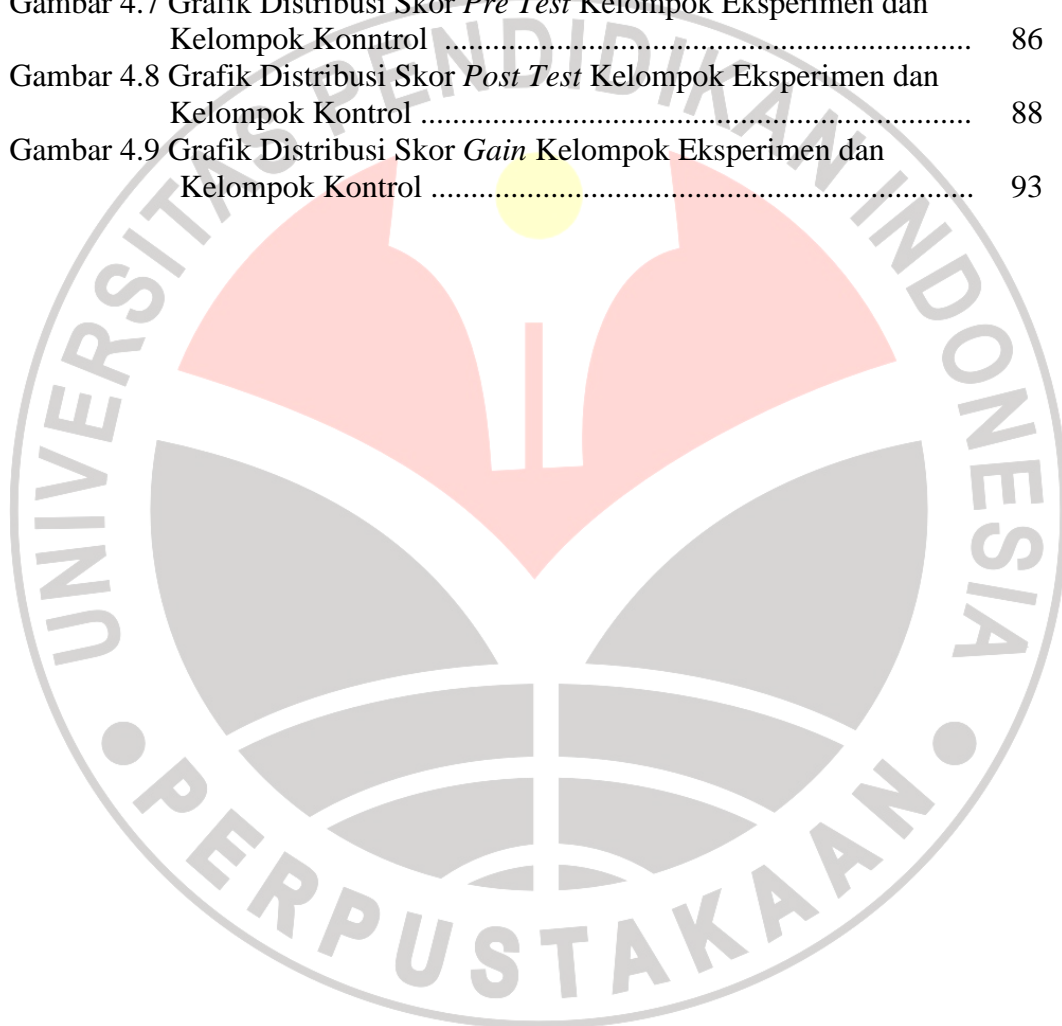 Gambar 4.7 Grafik Distribusi Skor Pre Test Kelompok Eksperimen dan
Kelompok Konntrol .................................................................... 86
Gambar 4.8 Grafik Distribusi Skor Post Test Kelompok Eksperimen dan
Kelompok Kontrol ....................................................................... 88
Gambar 4.9 Grafik Distribusi Skor Gain Kelompok Eksperimen dan
Kelompok Kontrol ...................................................................... 93
UNIVERSITAS PENDIDIKAN INDONESIA
PERPUSTAKAAN